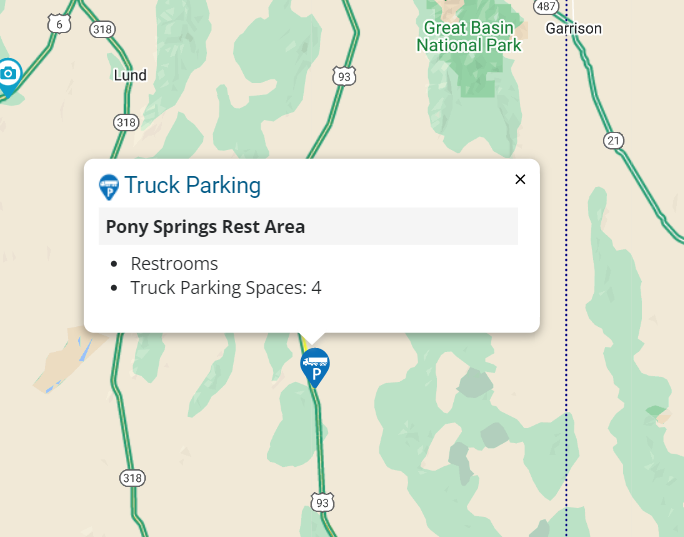 6
318
487
Great Basin
National Park
Garrison
Lund
93
318
21
Truck Parking
×
Pony Springs Rest Area
• Restrooms
• Truck Parking Spaces: 4
P
318
93